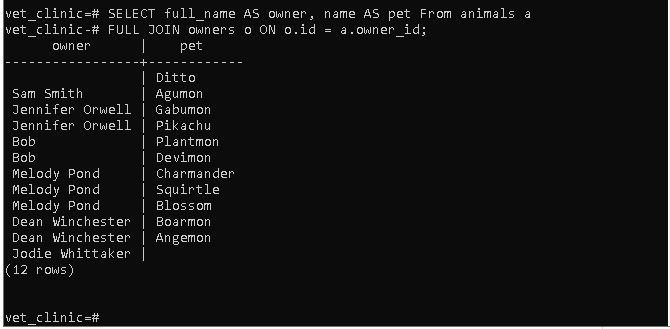 vet_clinic=# SELECT full_name AS owner, name AS pet From animals a
vet_clinic-# FULL JOIN owners o ON o.id = a.owner_id;
      owner      |    pet
-----------------+------------
                 | Ditto
 Sam Smith       | Agumon
 Jennifer Orwell | Gabumon
 Jennifer Orwell | Pikachu
 Bob             | Plantmon
 Bob             | Devimon
 Melody Pond     | Charmander
 Melody Pond     | Squirtle
 Melody Pond     | Blossom
 Dean Winchester | Boarmon
 Dean Winchester | Angemon
 Jodie Whittaker |
(12 rows)
vet_clinic=#